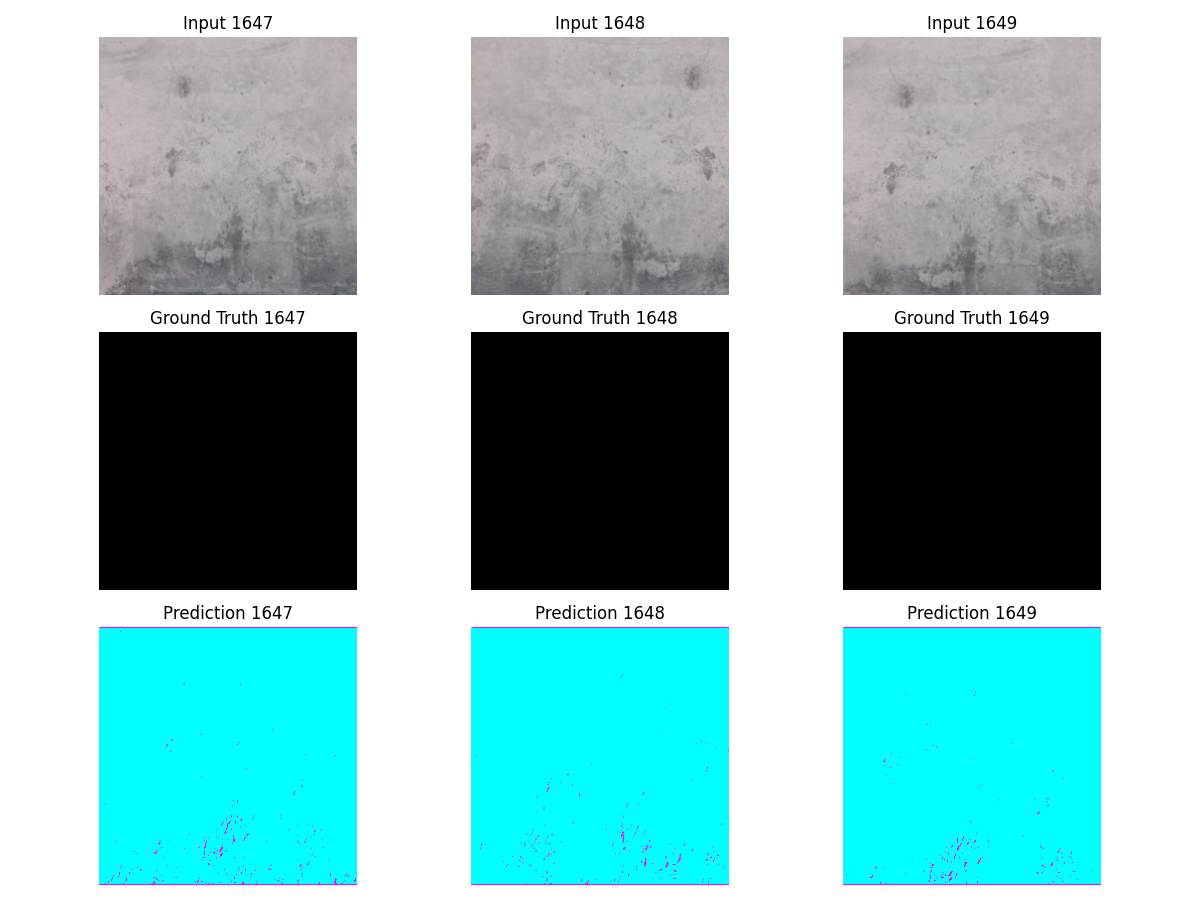 Input 1647
Input 1648
Input 1649
Ground Truth 1647
Ground Truth 1648
Ground Truth 1649
Prediction 1647
Prediction 1648
Prediction 1649